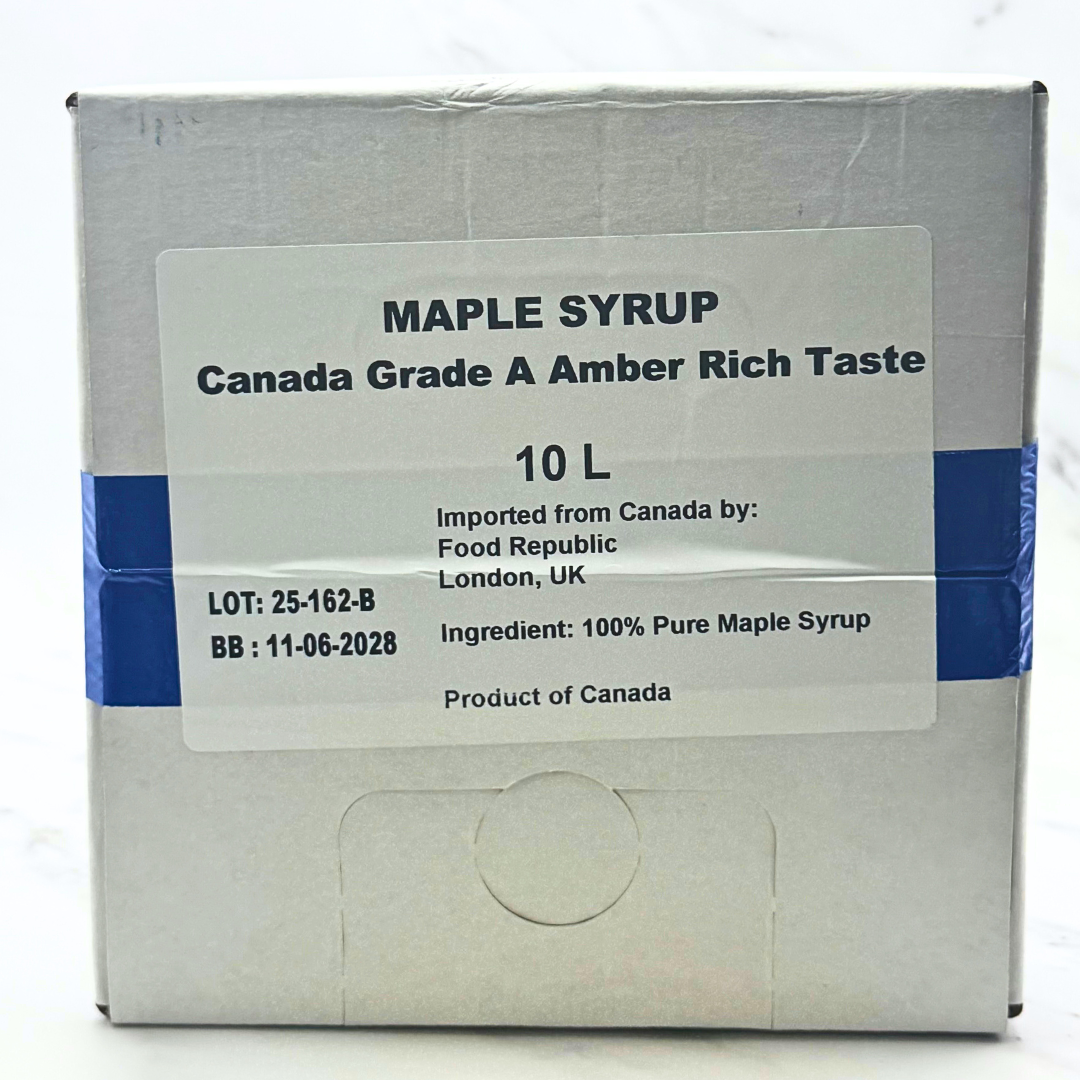 MAPLE SYRUP
Canada Grade A Amber Rich Taste
10 L
Imported from Canada by:
Food Republic
London, UK
LOT: 25-162-B
BB : 11-06-2028
Ingredient: 100% Pure Maple Syrup
Product of Canada